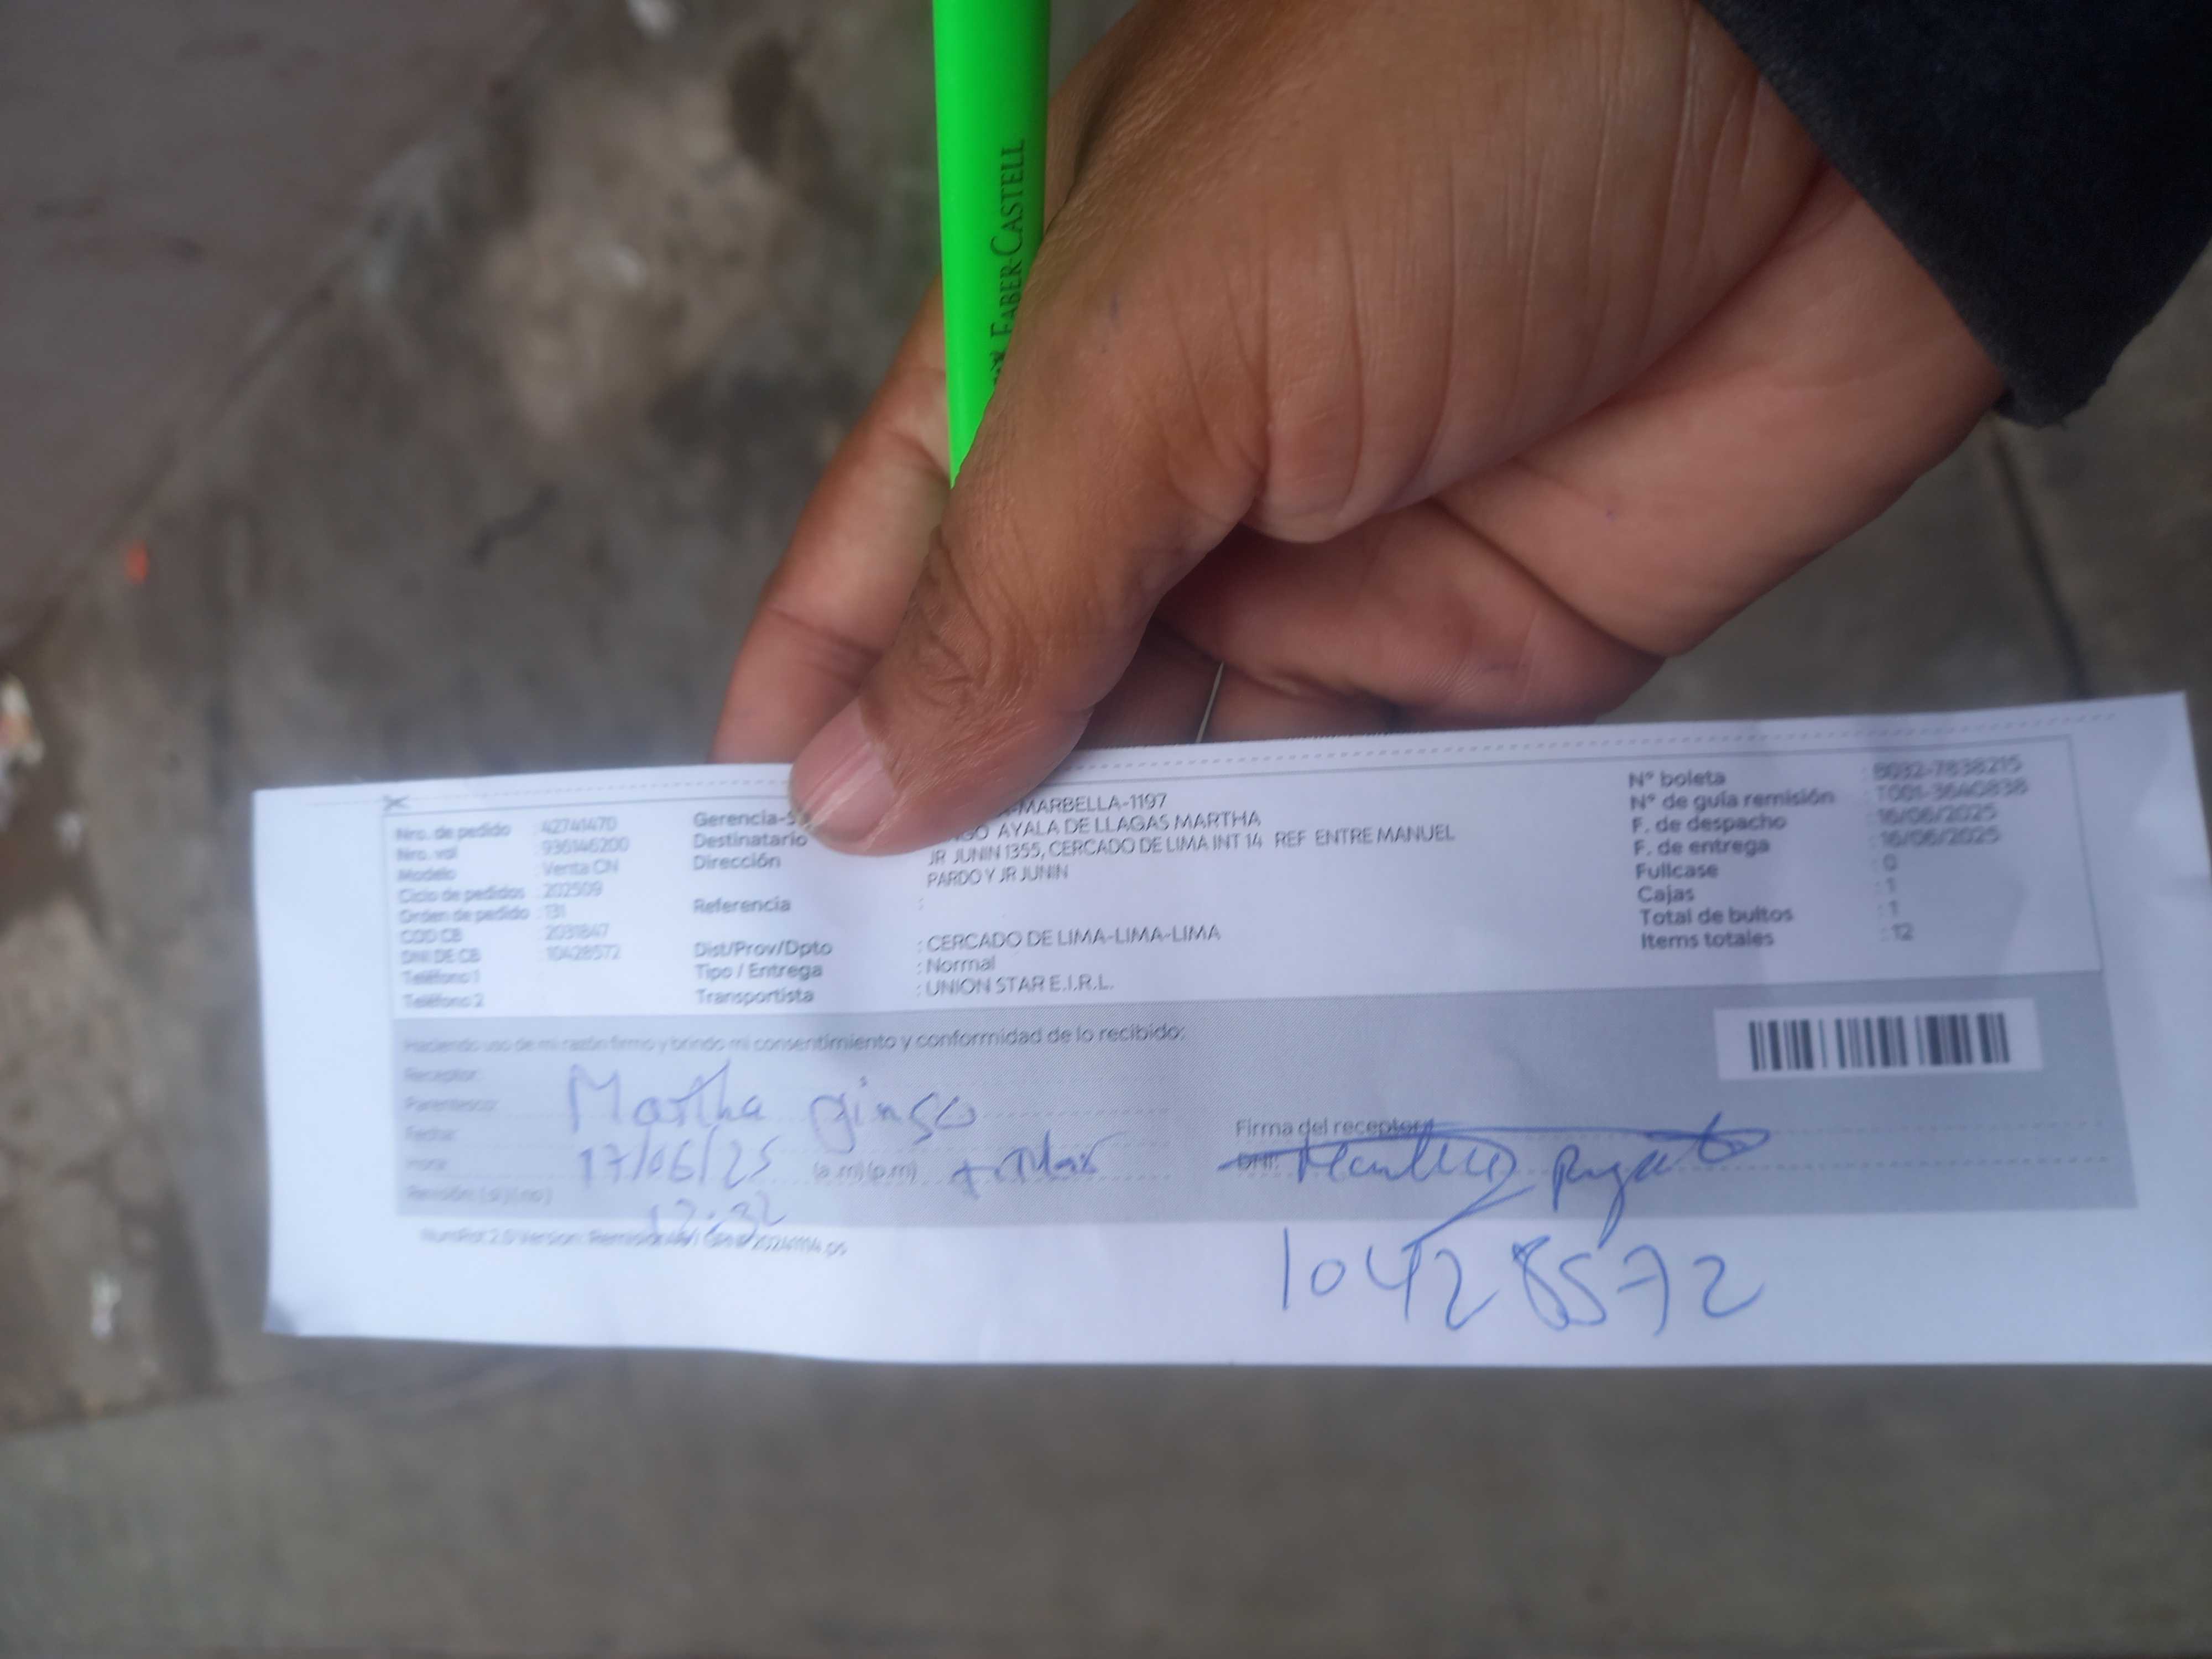 FABER-CASTELL
Nro. de pedido : 42741470
Nro. vol : 936146200
Modelo : Venta CN
Ciclo de pedidos : 202509
Orden de pedido : 131
COD CB : 2031847
DNI DE CB : 10428572
Teléfono 1
Teléfono 2
Gerencia-S MARBELLA-1197
Destinatario AYALA DE LLAGAS MARTHA
Dirección JR JUNIN 1355, CERCADO DE LIMA INT 14 REF ENTRE MANUEL
PARDO Y JR JUNIN
Referencia :
Dist/Prov/Dpto : CERCADO DE LIMA-LIMA-LIMA
Tipo / Entrega : Normal
Transportista : UNION STAR E.I.R.L.
N° boleta : B032-7838215
N° de guía remisión : T001-3640838
F. de despacho : 16/06/2025
F. de entrega : 16/06/2025
Fullcase : 0
Cajas : 1
Total de bultos : 1
Items totales : 12
Haciendo uso de mi razón firmo y brindo mi consentimiento y conformidad de lo recibido:
Receptor:
Parentesco: Martha
Fecha: 17/06/25
Hora: (a.m) (p.m)
12:32
Firma del receptor:
DNI:
10428572